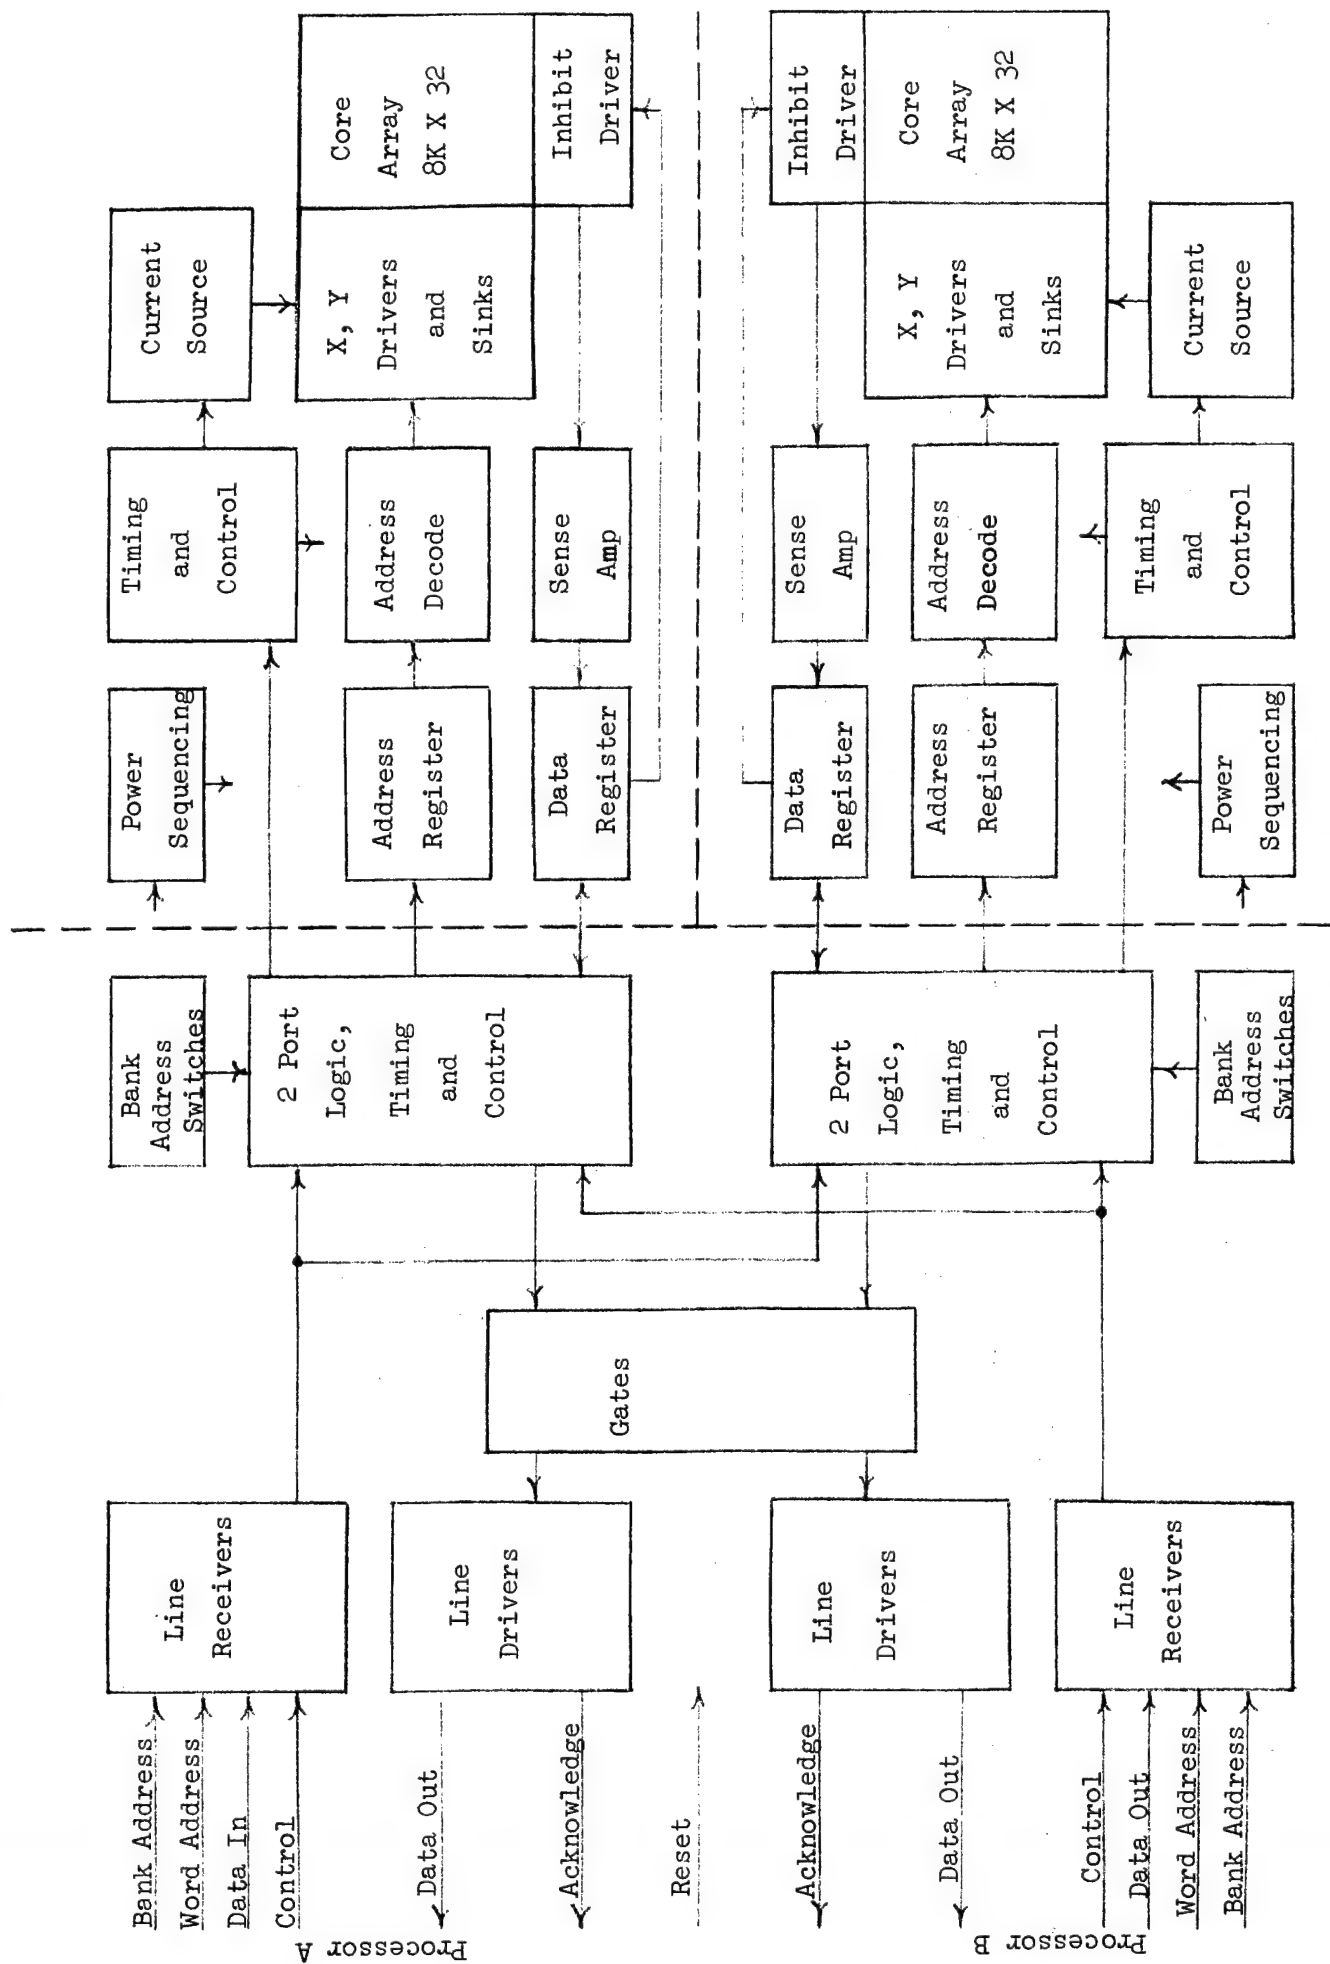 Processor A
Bank Address
Word Address
Data In
Control
Data Out
Acknowledge
Reset
Processor B
Acknowledge
Data Out
Control
Data Out
Word Address
Bank Address
Line
Receivers
Line
Drivers
Line
Drivers
Line
Receivers
Gates
Bank
Address
Switches
2 Port
Logic,
Timing
and
Control
2 Port
Logic,
Timing
and
Control
Bank
Address
Switches
Power
Sequencing
Address
Register
Data
Register
Data
Register
Address
Register
Power
Sequencing
Timing
and
Control
Address
Decode
Sense
Amp
Sense
Amp
Address
Decode
Timing
and
Control
Current
Source
X, Y
Drivers
and
Sinks
X, Y
Drivers
and
Sinks
Current
Source
Core
Array
8K X 32
Inhibit
Driver
Inhibit
Driver
Core
Array
8K X 32